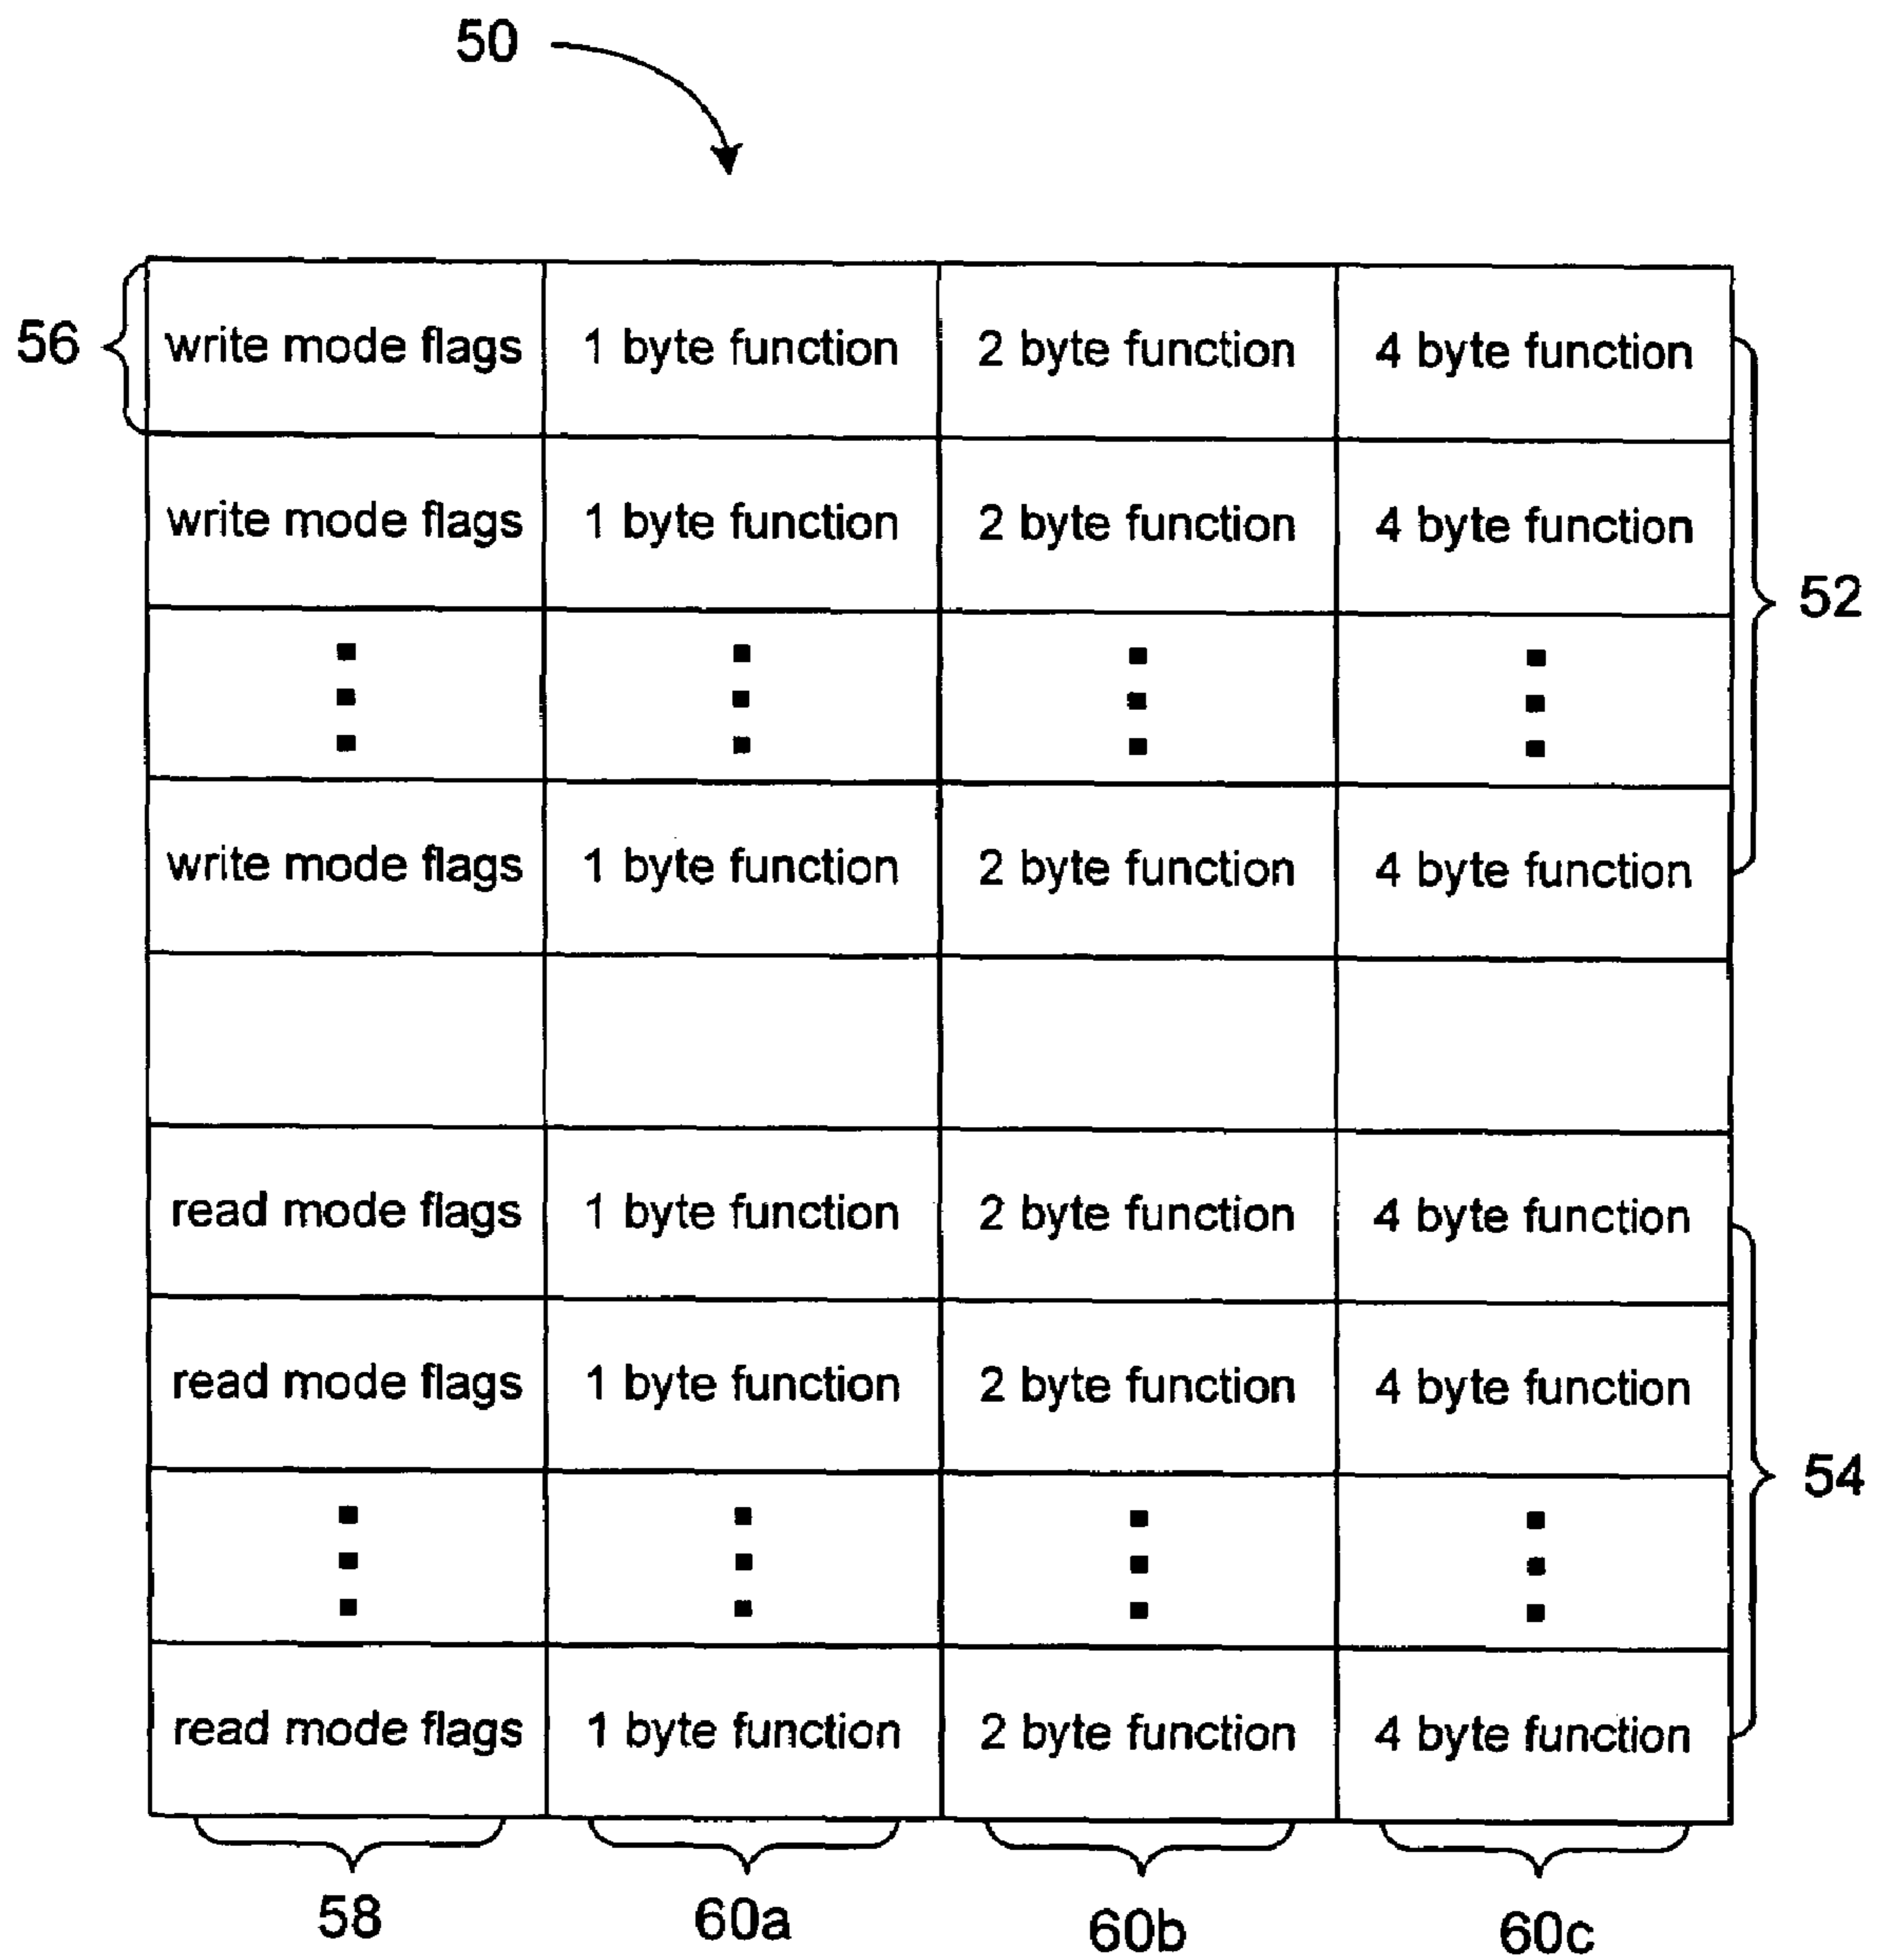 50
56 write mode flags 1 byte function 2 byte function 4 byte function
write mode flags 1 byte function 2 byte function 4 byte function
52
write mode flags 1 byte function 2 byte function 4 byte function
read mode flags 1 byte function 2 byte function 4 byte function
read mode flags 1 byte function 2 byte function 4 byte function
54
read mode flags 1 byte function 2 byte function 4 byte function
58 60a 60b 60c